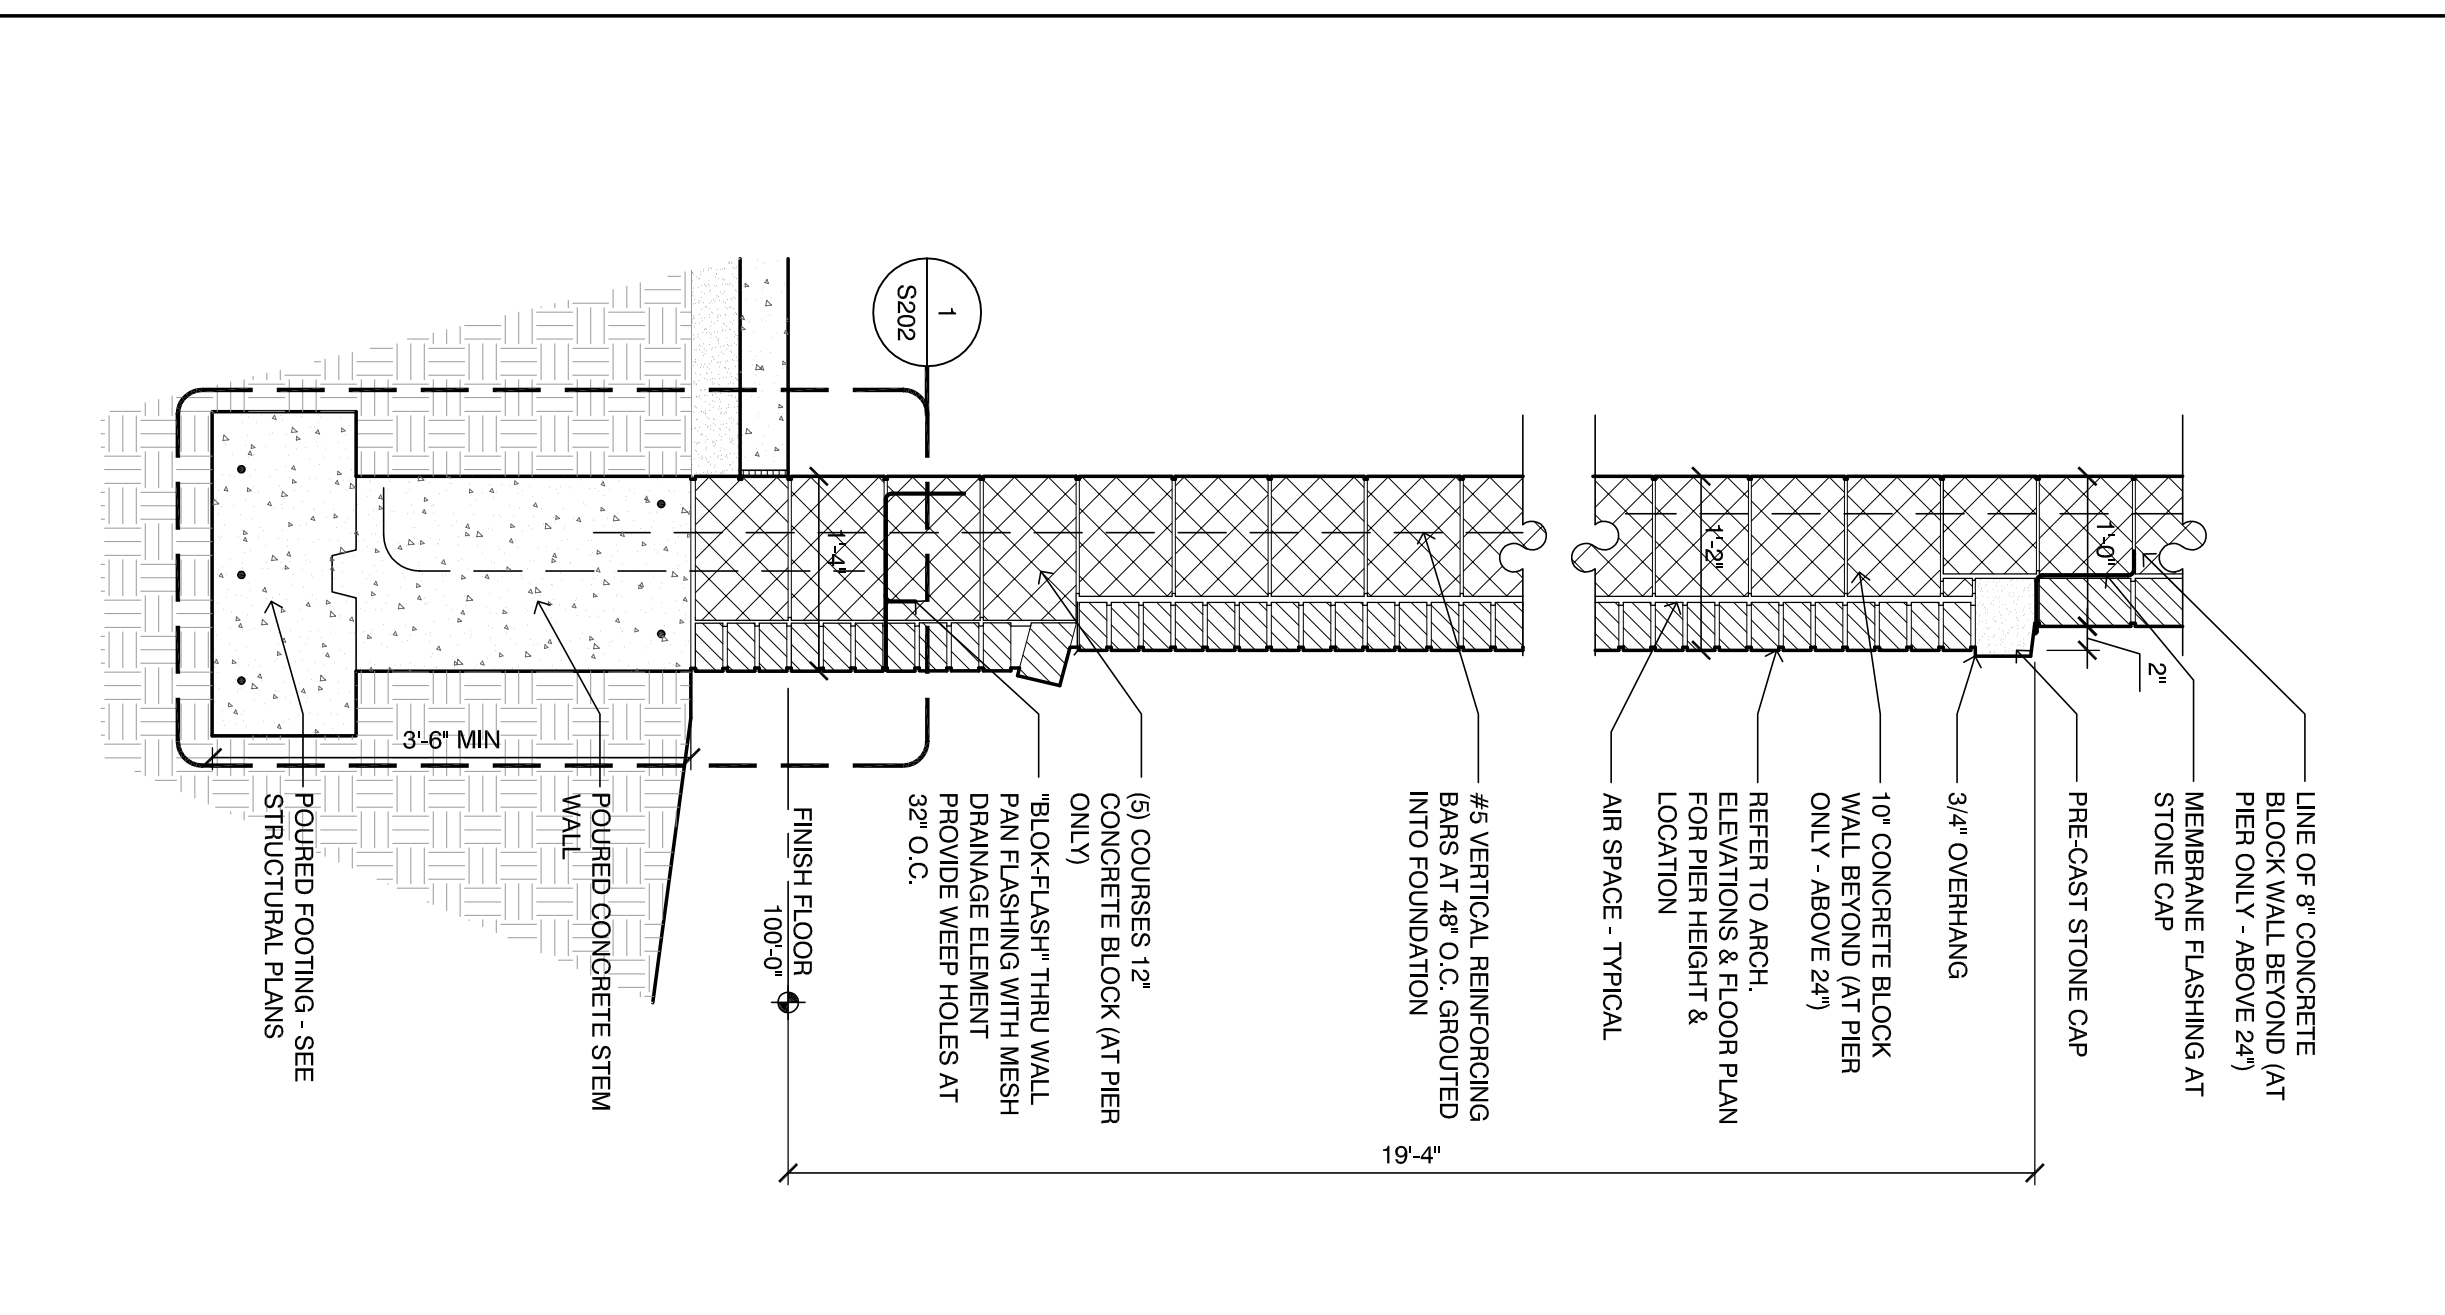 LINE OF 8" CONCRETE
BLOCK WALL BEYOND (AT
PIER ONLY - ABOVE 24")
MEMBRANE FLASHING AT
STONE CAP
2"
1'-0"
PRE-CAST STONE CAP
3/4" OVERHANG
10" CONCRETE BLOCK
WALL BEYOND (AT PIER
ONLY - ABOVE 24")
REFER TO ARCH.
ELEVATIONS & FLOOR PLAN
FOR PIER HEIGHT &
LOCATION
1'-2"
AIR SPACE - TYPICAL
#5 VERTICAL REINFORCING
BARS AT 48" O.C. GROUTED
INTO FOUNDATION
19'-4"
(5) COURSES 12"
CONCRETE BLOCK (AT PIER
ONLY)
"BLOK-FLASH" THRU WALL
PAN FLASHING WITH MESH
DRAINAGE ELEMENT
PROVIDE WEEP HOLES AT
32" O.C.
1
S202
1'-4"
FINISH FLOOR
100'-0"
POURED CONCRETE STEM
WALL
3'-6" MIN
POURED FOOTING - SEE
STRUCTURAL PLANS